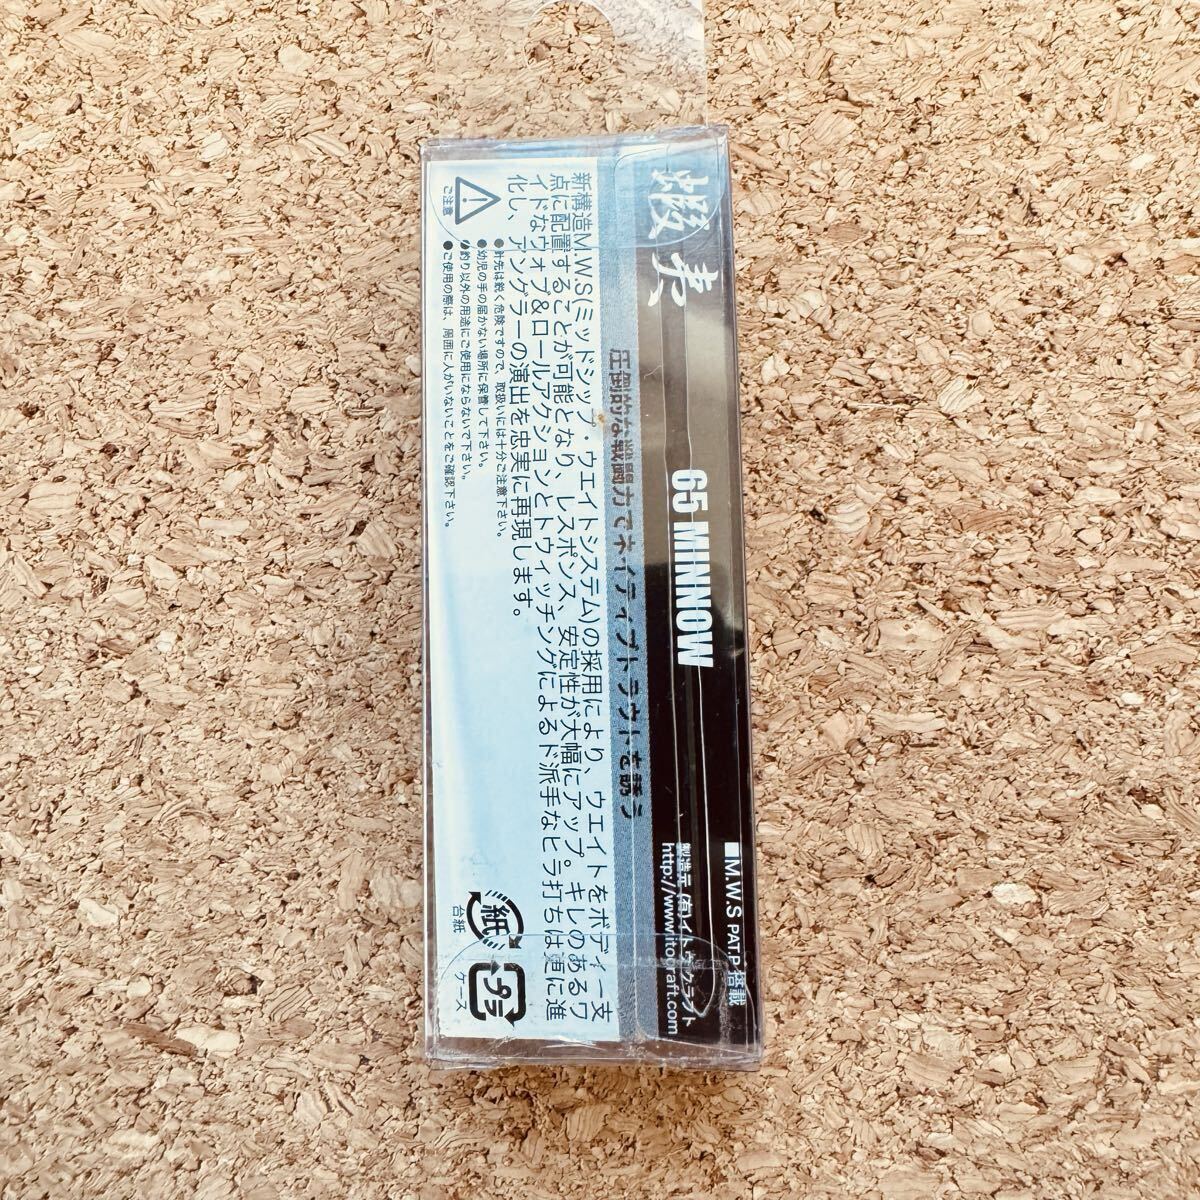 蝦夷
65 MINNOW
■M.W.S PAT.P 搭載
製造元 (有)イトウクラフト
http://www.itocraft.com
圧倒的な戦闘力でネイティブトラウトを誘う
新構造M.W.S(ミッドシップ・ウエイトシステム)の採用により、ウエイトをボディー支
点に配置することが可能となり、レスポンス、安定性が大幅にアップ。キレのあるワ
イドなウォブ&ロールアクションとトウィッチングによるド派手なヒラ打ちは更に進
化し、アングラーの演出を忠実に再現します。
ご注意
●針先は鋭く危険ですので、取扱いには十分ご注意下さい。
●幼児の手の届かない場所に保管して下さい。
●釣り以外の用途にご使用にならないで下さい。
●ご使用の際は、周囲に人がいないことをご確認下さい。
紙
台紙
プラ
ケース